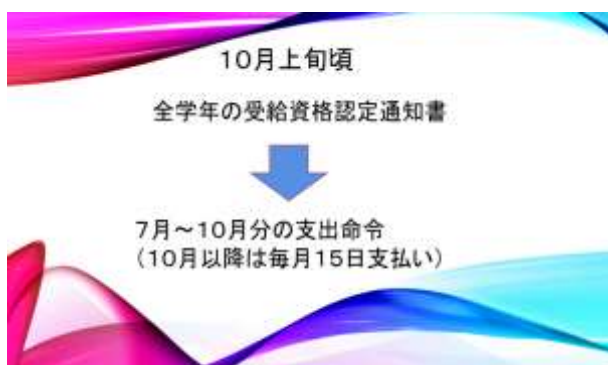 10月上旬頃
全学年の受給資格認定通知書
7月～10月分の支出命令
（10月以降は毎月15日支払い）